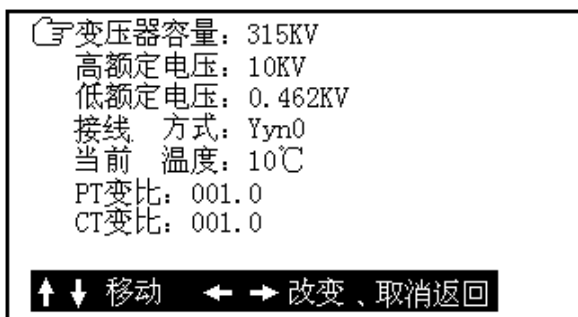 变压器容量：315KV
高额定电压：10KV
低额定电压：0.462KV
接线 方式：Yyn0
当前 温度：10℃
PT变比：001.0
CT变比：001.0
↑ ↓ 移动 ← → 改变、取消返回